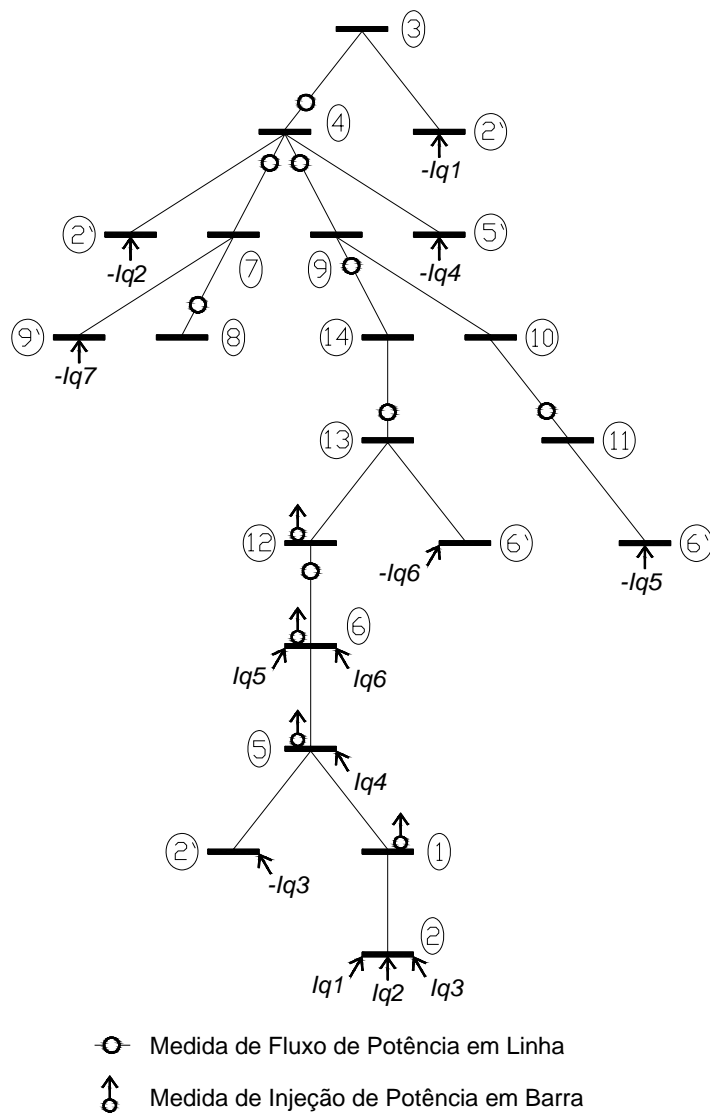 3
4 2'
-Iq1
2' 7 9 5'
-Iq2 -Iq4
9' 8 14 10
-Iq7
13 11
12 6' 6'
-Iq6 -Iq5
6
Iq5 Iq6
5
Iq4
2' 1
-Iq3
2
Iq1 Iq2 Iq3
Medida de Fluxo de Potência em Linha
Medida de Injeção de Potência em Barra